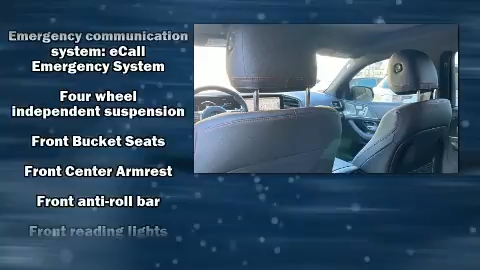 Emergency communication
system: eCall
Emergency System
Four wheel
independent suspension
Front Bucket Seats
Front Center Armrest
Front anti-roll bar
Front reading lights